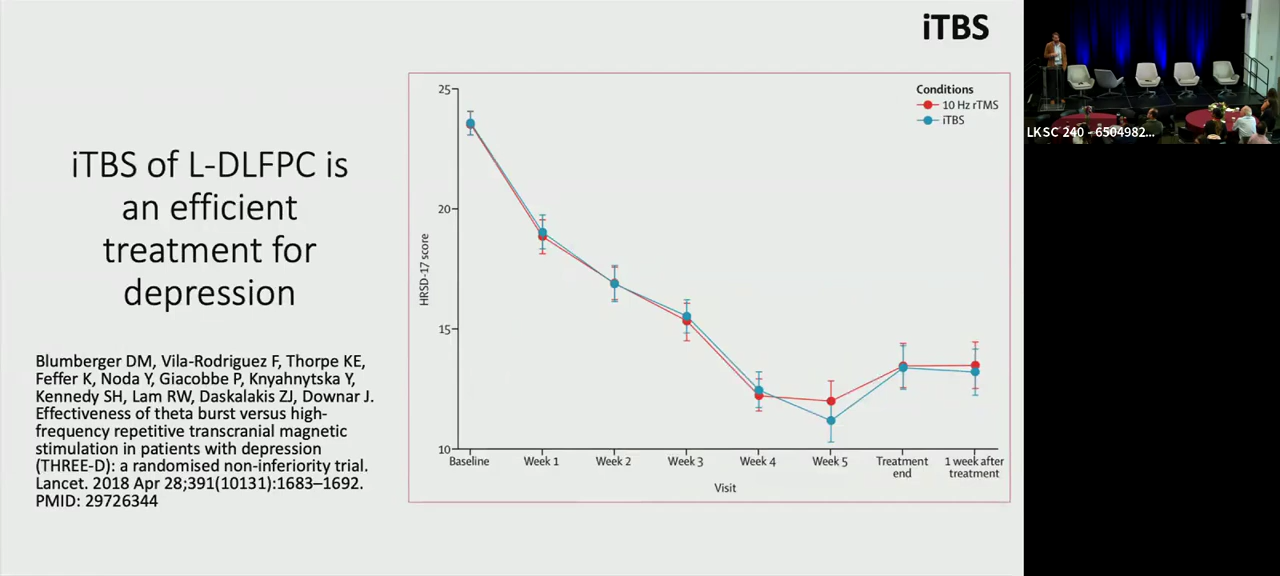 iTBS
iTBS of L-DLFPC is
an efficient
treatment for
depression
Blumberger DM, Vila-Rodriguez F, Thorpe KE,
Feffer K, Noda Y, Giacobbe P, Knyahnytska Y,
Kennedy SH, Lam RW, Daskalakis ZJ, Downar J.
Effectiveness of theta burst versus high-
frequency repetitive transcranial magnetic
stimulation in patients with depression
(THREE-D): a randomised non-inferiority trial.
Lancet. 2018 Apr 28;391(10131):1683–1692.
PMID: 29726344
Conditions
10 Hz rTMS
iTBS
25
20
15
10
HRSD-17 score
Baseline
Week 1
Week 2
Week 3
Week 4
Week 5
Treatment
end
1 week after
treatment
Visit
LKSC 240 - 6504982...